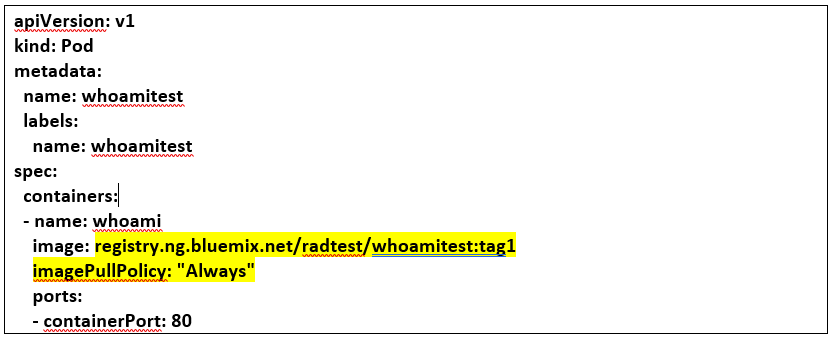 apiVersion: v1
kind: Pod
metadata:
  name: whoamitest
  labels:
    name: whoamitest
spec:
  containers:
  - name: whoami
    image: registry.ng.bluemix.net/radtest/whoamitest:tag1
    imagePullPolicy: "Always"
    ports:
    - containerPort: 80